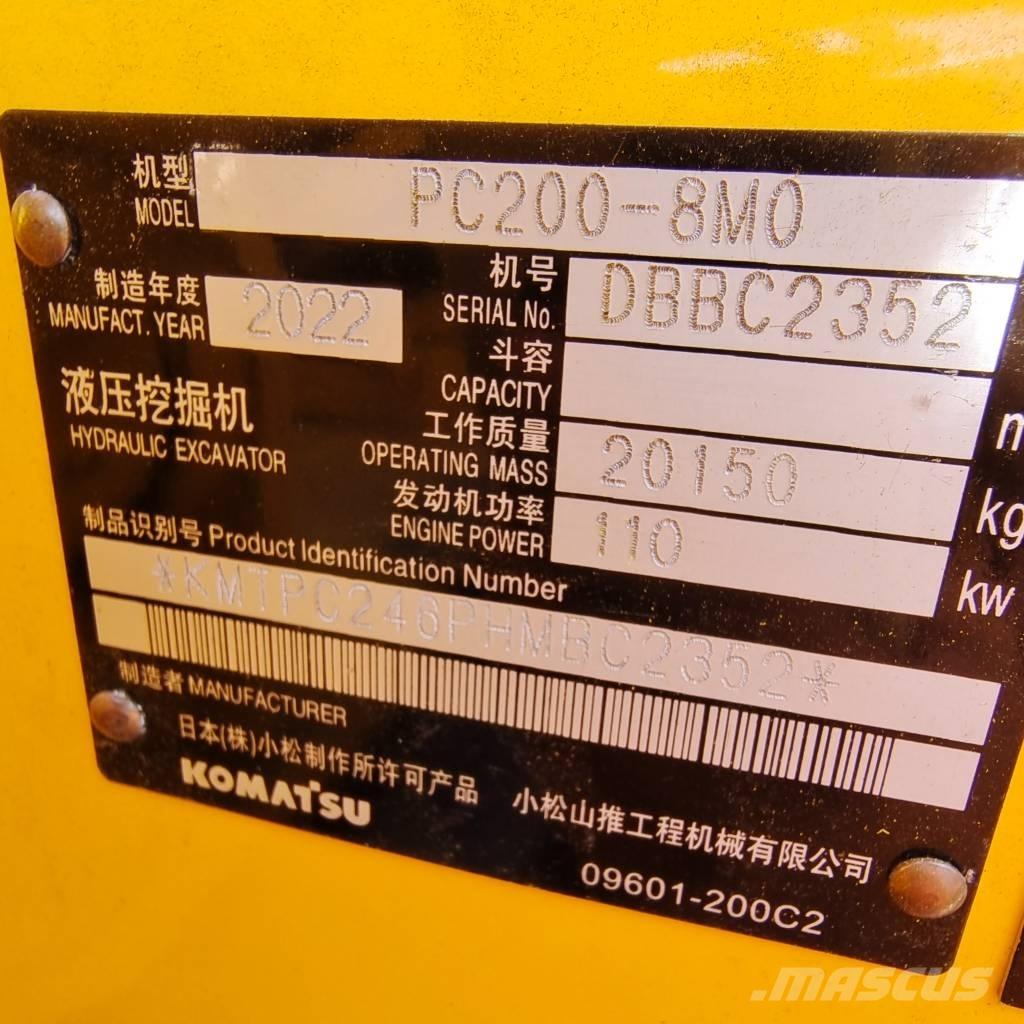 机型 PC200-8M0
MODEL
制造年度 2022
MANUFACT. YEAR
机号 DBBC2352
SERIAL No.
斗容
CAPACITY
液压挖掘机
HYDRAULIC EXCAVATOR
工作质量 20150 kg
OPERATING MASS
发动机功率 110 kw
ENGINE POWER
制品识别号 Product Identification Number
*KMTPC246PHMBC2352*
制造者 MANUFACTURER
日本(株)小松制作所许可产品
KOMATSU
小松山推工程机械有限公司
09601-200C2
.MASCUS